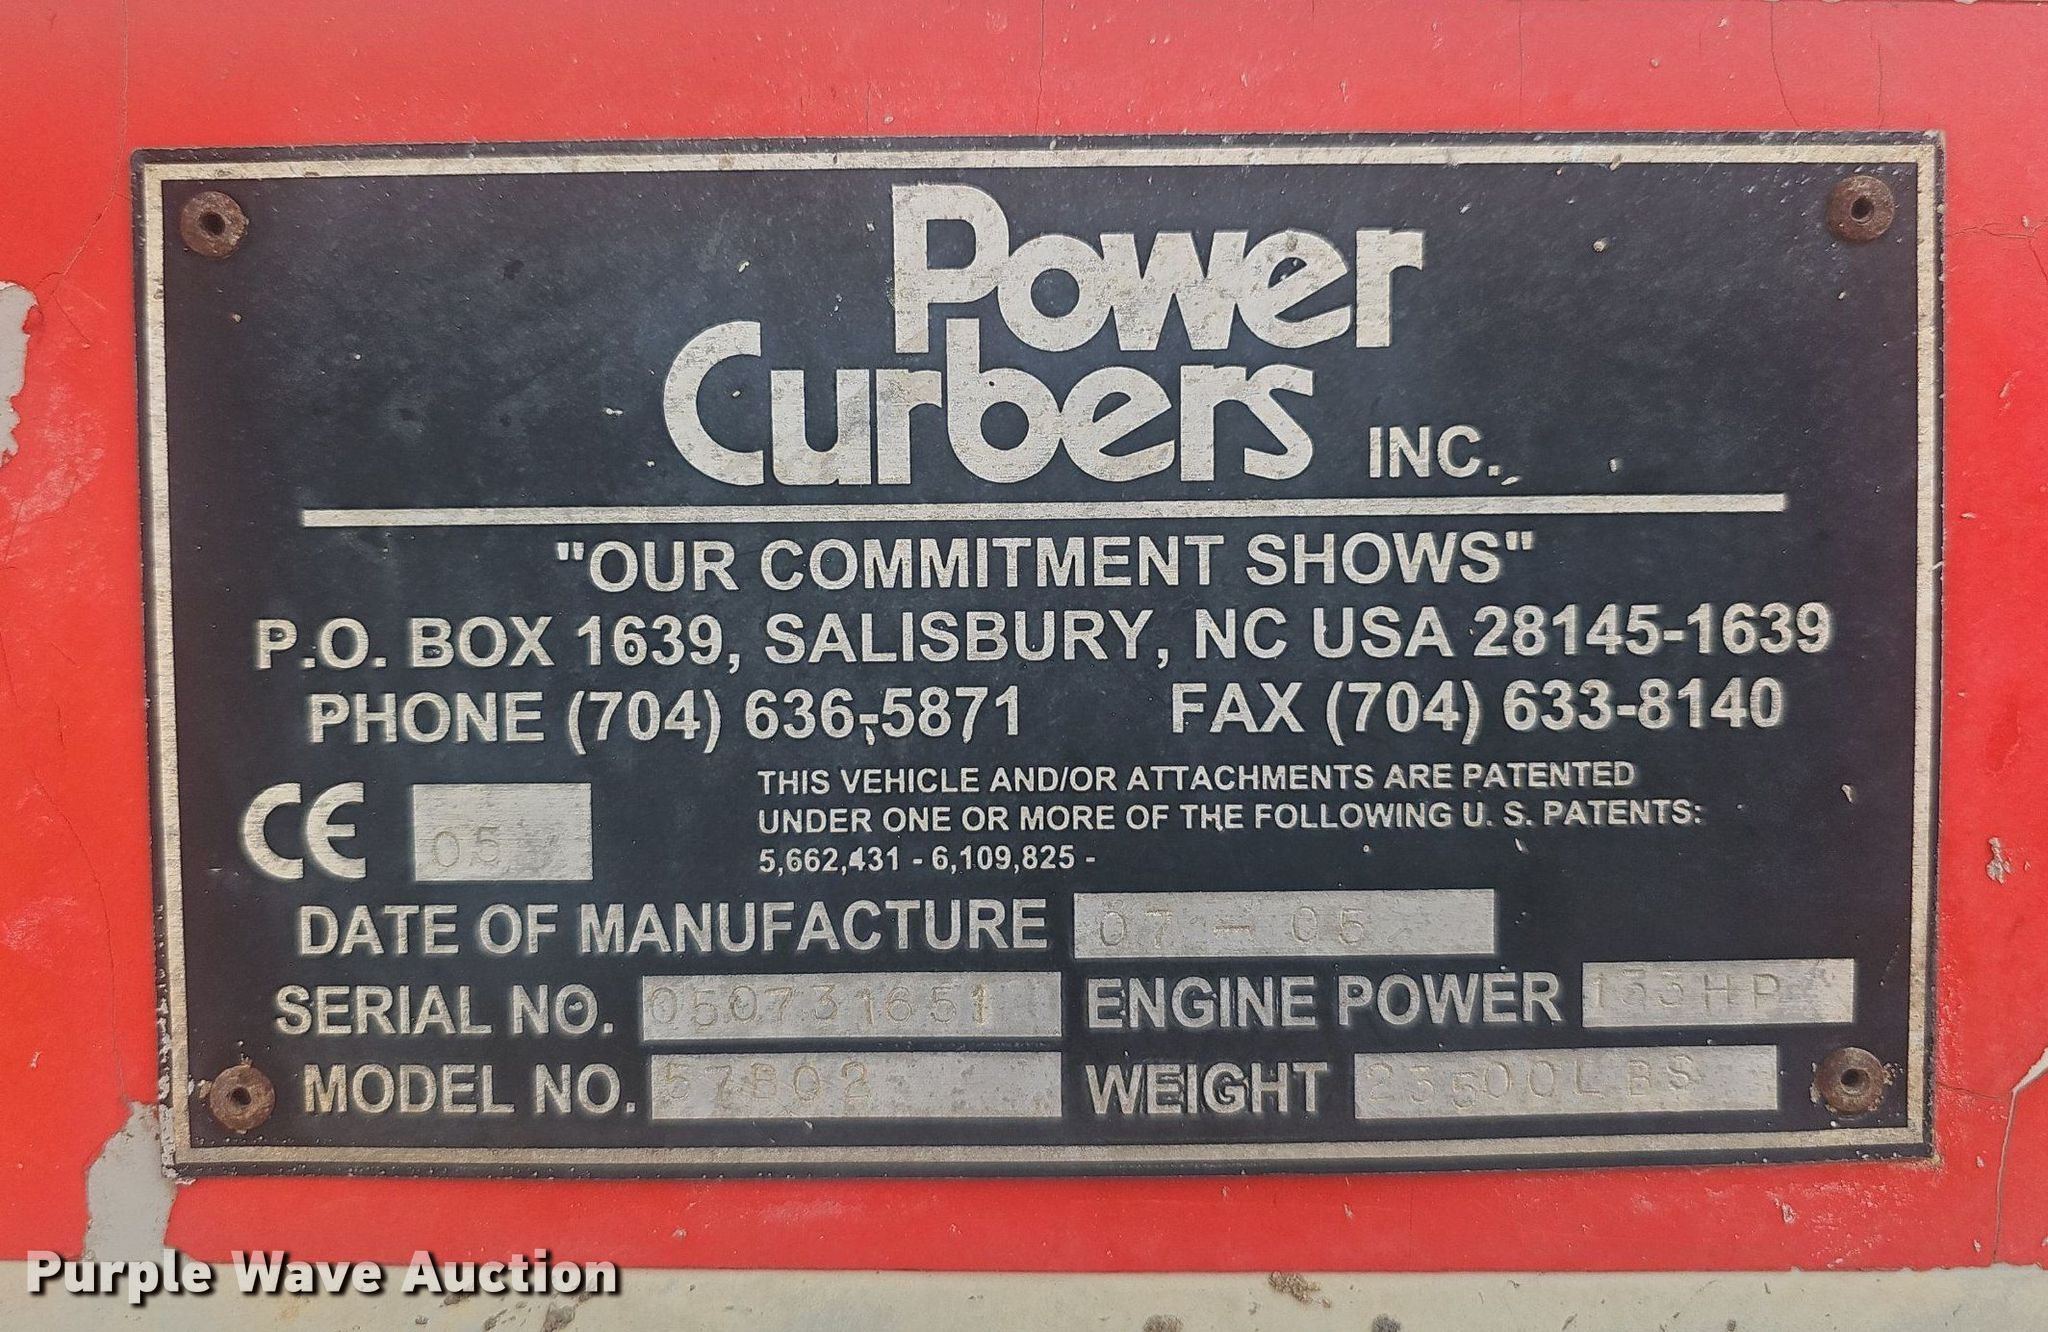 Power
Curbers INC.
"OUR COMMITMENT SHOWS"
P.O. BOX 1639, SALISBURY, NC USA 28145-1639
PHONE (704) 636-5871 FAX (704) 633-8140
CE 05
THIS VEHICLE AND/OR ATTACHMENTS ARE PATENTED
UNDER ONE OR MORE OF THE FOLLOWING U. S. PATENTS:
5,662,431 - 6,109,825 -
DATE OF MANUFACTURE 07-05
SERIAL NO. 050731651 ENGINE POWER 133HP
MODEL NO. 57B02 WEIGHT 23500LBS
Purple Wave Auction